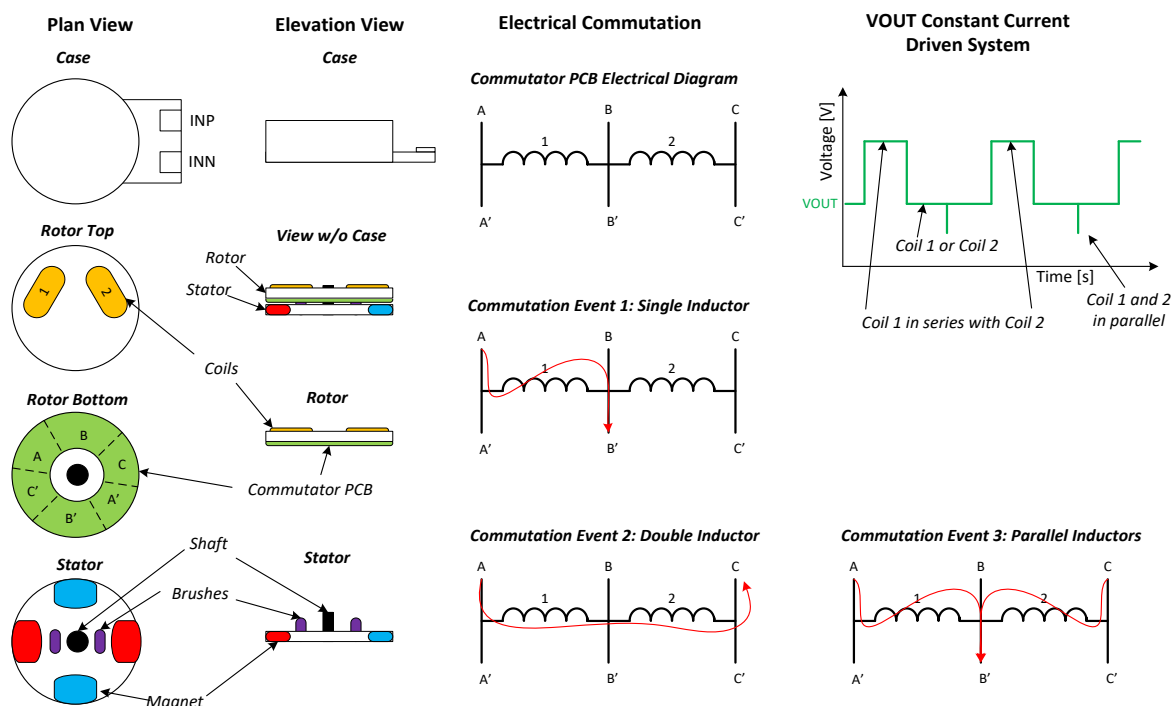 Plan View
Case
INP
INN
Rotor Top
1
2
Coils
Rotor Bottom
A
B
C
C'
B'
A'
Commutator PCB
Stator
Shaft
Brushes
Magnet
Elevation View
Case
View w/o Case
Rotor
Stator
Rotor
Stator
Electrical Commutation
Commutator PCB Electrical Diagram
A
B
C
1
2
A'
B'
C'
Commutation Event 1: Single Inductor
A
B
C
1
2
A'
B'
C'
Commutation Event 2: Double Inductor
A
B
C
1
2
A'
B'
C'
VOUT Constant Current
Driven System
Voltage [V]
VOUT
Coil 1 or Coil 2
Time [s]
Coil 1 in series with Coil 2
Coil 1 and 2
in parallel
Commutation Event 3: Parallel Inductors
A
B
C
1
2
A'
B'
C'